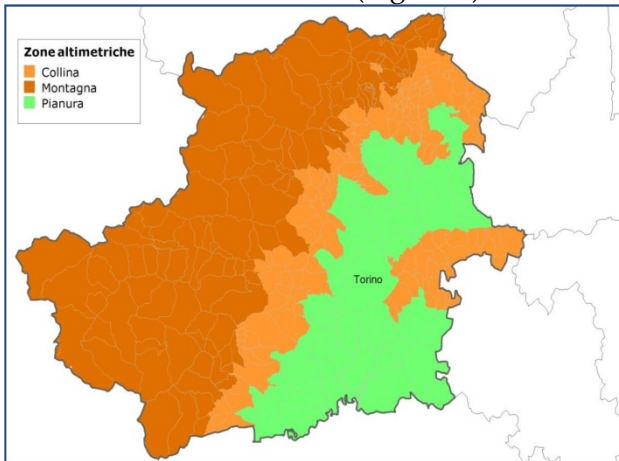 Zone altimetriche
Collina
Montagna
Pianura
Torino